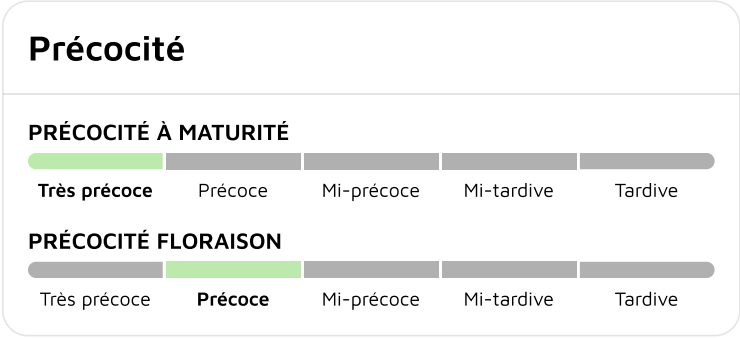 Précocité
PRÉCOCITÉ À MATURITÉ
Très précoce Précoce Mi-précoce Mi-tardive Tardive
PRÉCOCITÉ FLORAISON
Très précoce Précoce Mi-précoce Mi-tardive Tardive